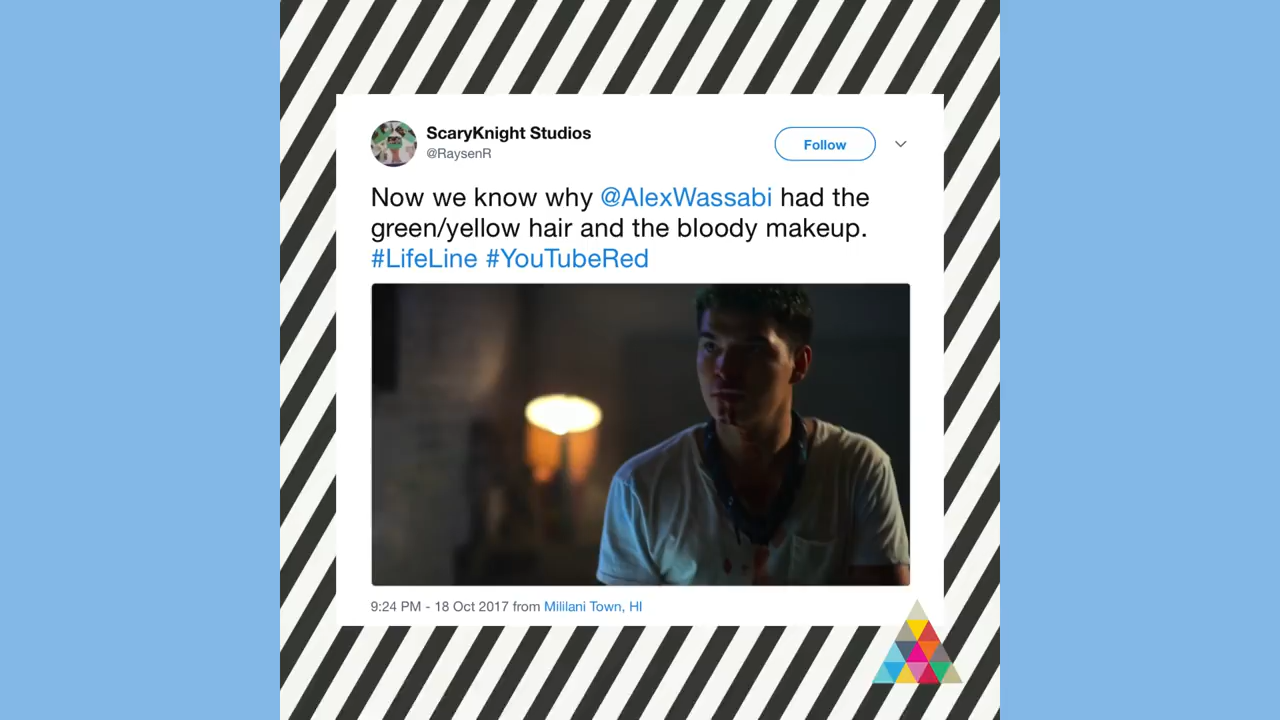 ScaryKnight Studios
@RaysenR
Follow
Now we know why @AlexWassabi had the
green/yellow hair and the bloody makeup.
#LifeLine #YouTubeRed
9:24 PM - 18 Oct 2017 from Mililani Town, HI